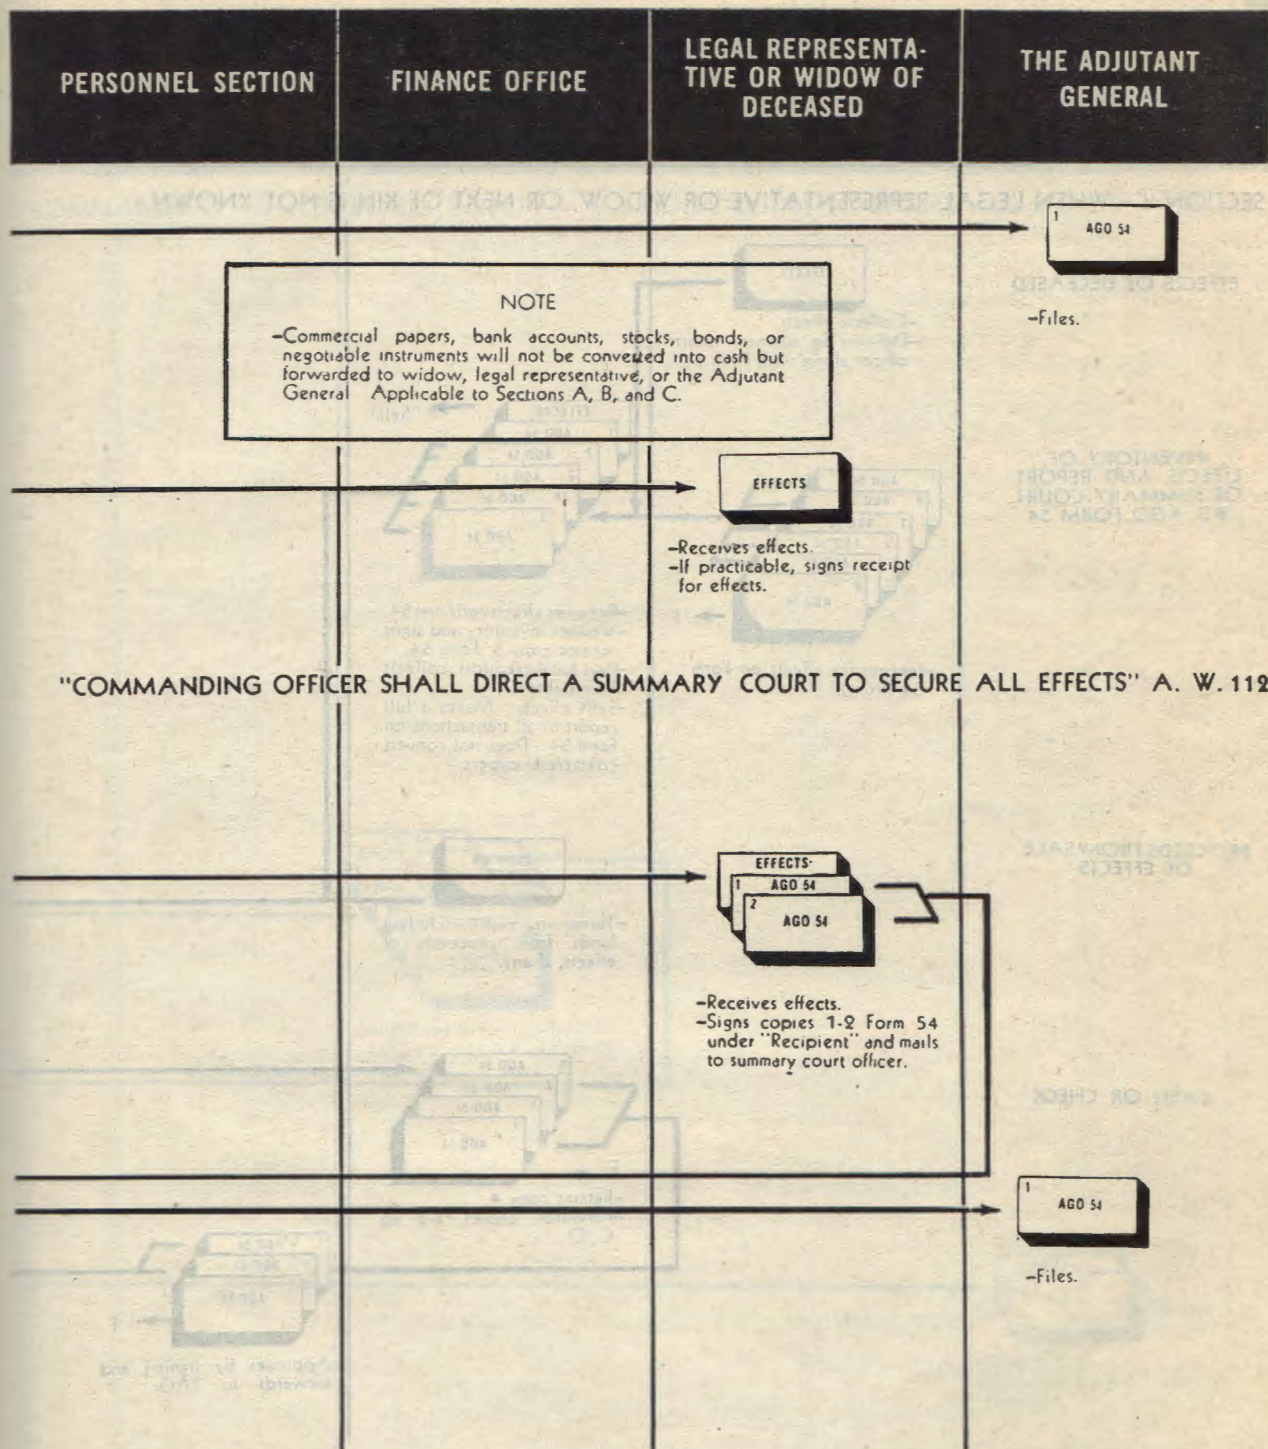 PERSONNEL SECTION
FINANCE OFFICE
LEGAL REPRESENTA-
TIVE OR WIDOW OF
DECEASED
THE ADJUTANT
GENERAL
1
AGO 54
-Files.
NOTE
-Commercial papers, bank accounts, stocks, bonds, or
negotiable instruments will not be converted into cash but
forwarded to widow, legal representative, or the Adjutant
General Applicable to Sections A, B, and C.
EFFECTS
-Receives effects.
-If practicable, signs receipt
for effects.
"COMMANDING OFFICER SHALL DIRECT A SUMMARY COURT TO SECURE ALL EFFECTS" A. W. 112
EFFECTS
1 AGO 54
2
AGO 54
-Receives effects.
-Signs copies 1-2 Form 54
under "Recipient" and mails
to summary court officer.
1
AGO 54
-Files.